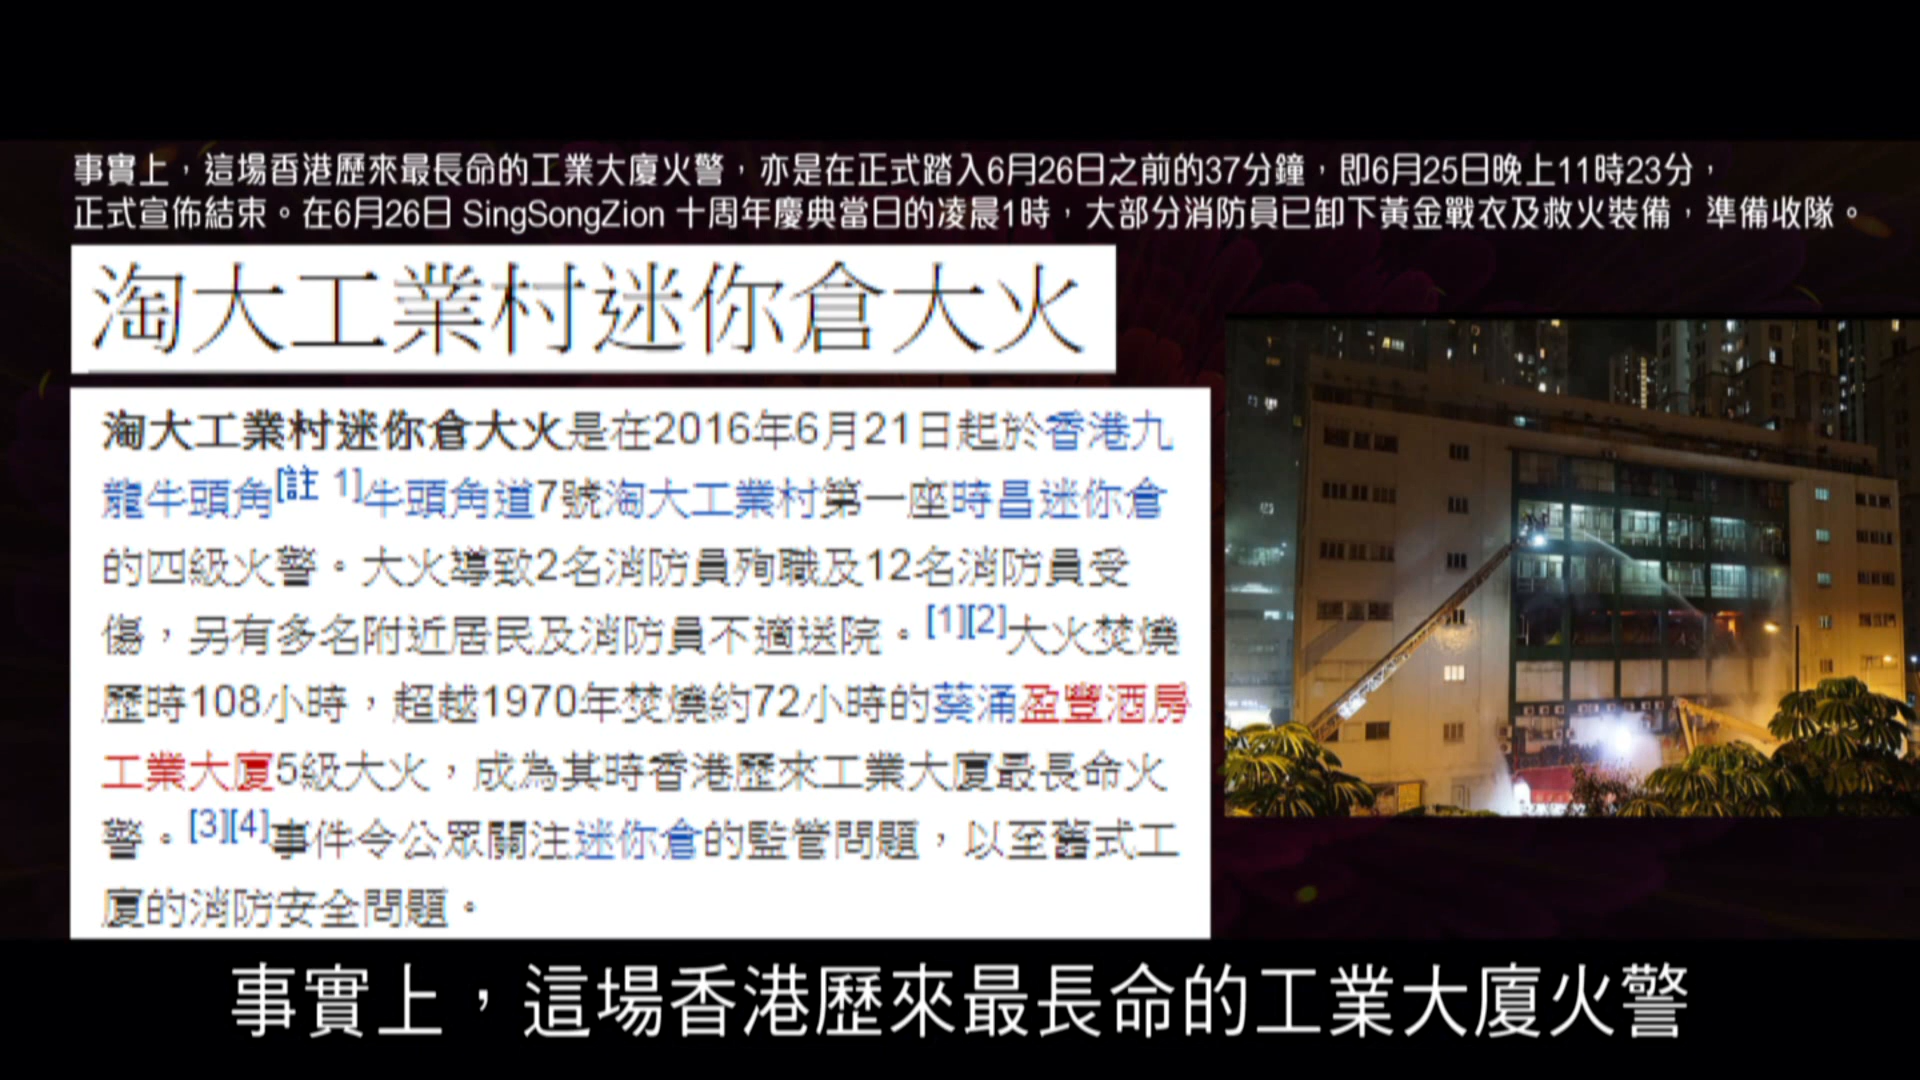 事實上，這場香港歷來最長命的工業大廈火警，亦是在正式踏入6月26日之前的37分鐘，即6月25日晚上11時23分，
正式宣佈結束。在6月26日 SingSongZion 十周年慶典當日的凌晨1時，大部分消防員已卸下黃金戰衣及救火裝備，準備收隊。
淘大工業村迷你倉大火
淘大工業村迷你倉大火是在2016年6月21日起於香港九
龍牛頭角[註 1]牛頭角道7號淘大工業村第一座時昌迷你倉
的四級火警。大火導致2名消防員殉職及12名消防員受
傷，另有多名附近居民及消防員不適送院。[1][2]大火焚燒
歷時108小時，超越1970年焚燒約72小時的葵涌盈豐酒房
工業大廈5級大火，成為其時香港歷來工業大廈最長命火
警。[3][4]事件令公眾關注迷你倉的監管問題，以至舊式工
廈的消防安全問題。
事實上，這場香港歷來最長命的工業大廈火警